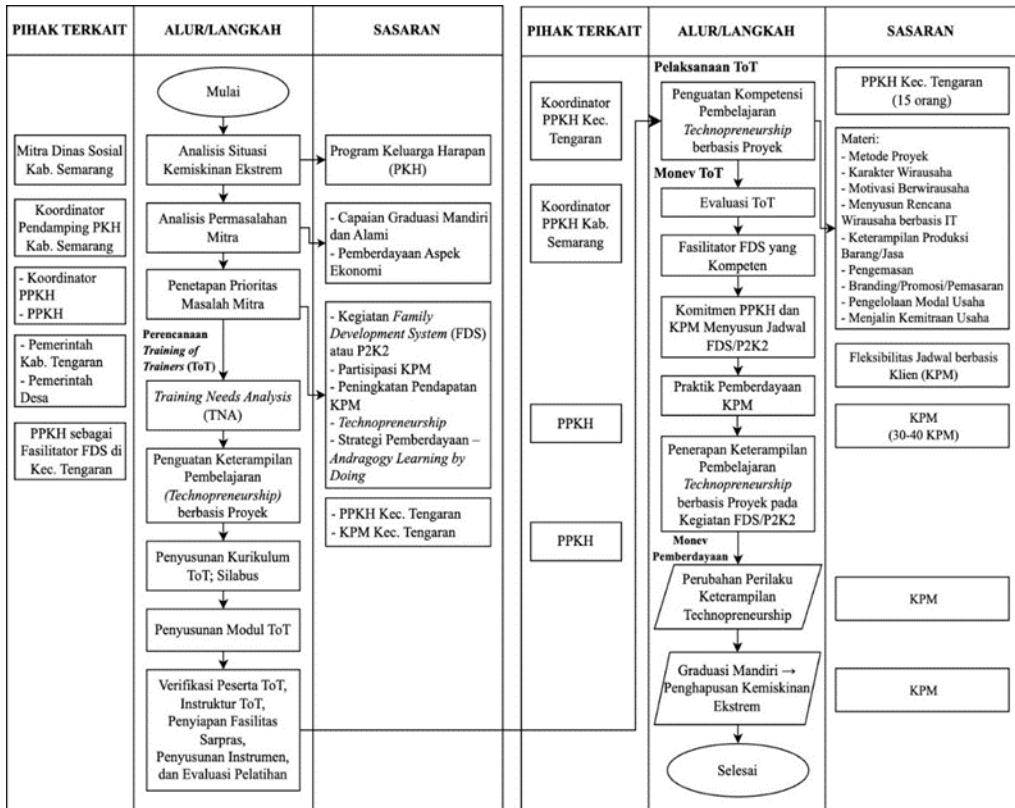 PIHAK TERKAIT
ALUR/LANGKAH
SASARAN
Mitra Dinas Sosial
Kab. Semarang
Koordinator
Pendamping PKH
Kab. Semarang
- Koordinator
PPKH
- PPKH
- Pemerintah
Kab. Tengaran
- Pemerintah
Desa
PPKH sebagai
Fasilitator FDS di
Kec. Tengaran
Mulai
Analisis Situasi
Kemiskinan Ekstrem
Analisis Permasalahan
Mitra
Penetapan Prioritas
Masalah Mitra
Perencanaan
Training of
Trainers (ToT)
Training Needs Analysis
(TNA)
Penguatan Keterampilan
Pembelajaran
(Technopreneurship)
berbasis Proyek
Penyusunan Kurikulum
ToT; Silabus
Penyusunan Modul ToT
Verifikasi Peserta ToT,
Instruktur ToT,
Penyiapan Fasilitas
Sarpras,
Penyusunan Instrumen,
dan Evaluasi Pelatihan
Program Keluarga Harapan
(PKH)
- Capaian Graduasi Mandiri
dan Alami
- Pemberdayaan Aspek
Ekonomi
- Kegiatan Family
Development System (FDS)
atau P2K2
- Partisipasi KPM
- Peningkatan Pendapatan
KPM
- Technopreneurship
- Strategi Pemberdayaan –
Andragogy Learning by
Doing
- PPKH Kec. Tengaran
- KPM Kec. Tengaran
PIHAK TERKAIT
ALUR/LANGKAH
SASARAN
Koordinator
PPKH Kec.
Tengaran
Koordinator
PPKH Kab.
Semarang
PPKH
PPKH
Pelaksanaan ToT
Penguatan Kompetensi
Pembelajaran
Technopreneurship
berbasis Proyek
Monev ToT
Evaluasi ToT
Fasilitator FDS yang
Kompeten
Komitmen PPKH dan
KPM Menyusun Jadwal
FDS/P2K2
Praktik Pemberdayaan
KPM
Penerapan Keterampilan
Pembelajaran
Technopreneurship
berbasis Proyek pada
Kegiatan FDS/P2K2
Monev
Pemberdayaan
Perubahan Perilaku
Keterampilan
Technopreneurship
Graduasi Mandiri →
Penghapusan Kemiskinan
Ekstrem
Selesai
PPKH Kec. Tengaran
(15 orang)
Materi:
- Metode Proyek
- Karakter Wirausaha
- Motivasi Berwirausaha
- Menyusun Rencana
Wirausaha berbasis IT
- Keterampilan Produksi
Barang/Jasa
- Pengemasan
- Branding/Promosi/Pemasaran
- Pengelolaan Modal Usaha
- Menjalin Kemitraan Usaha
Fleksibilitas Jadwal berbasis
Klien (KPM)
KPM
(30-40 KPM)
KPM
KPM